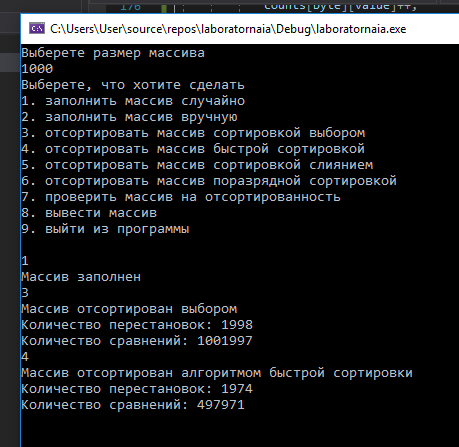 176
counts[byte][value]++;
C:\Users\User\source\repos\laboratornaia\Debug\laboratornaia.exe
Выберете размер массива
1000
Выберете, что хотите сделать
1. заполнить массив случайно
2. заполнить массив вручную
3. отсортировать массив сортировкой выбором
4. отсортировать массив быстрой сортировкой
5. отсортировать массив сортировкой слиянием
6. отсортировать массив поразрядной сортировкой
7. проверить массив на отсортированность
8. вывести массив
9. выйти из программы
1
Массив заполнен
3
Массив отсортирован выбором
Количество перестановок: 1998
Количество сравнений: 1001997
4
Массив отсортирован алгоритмом быстрой сортировки
Количество перестановок: 1974
Количество сравнений: 497971